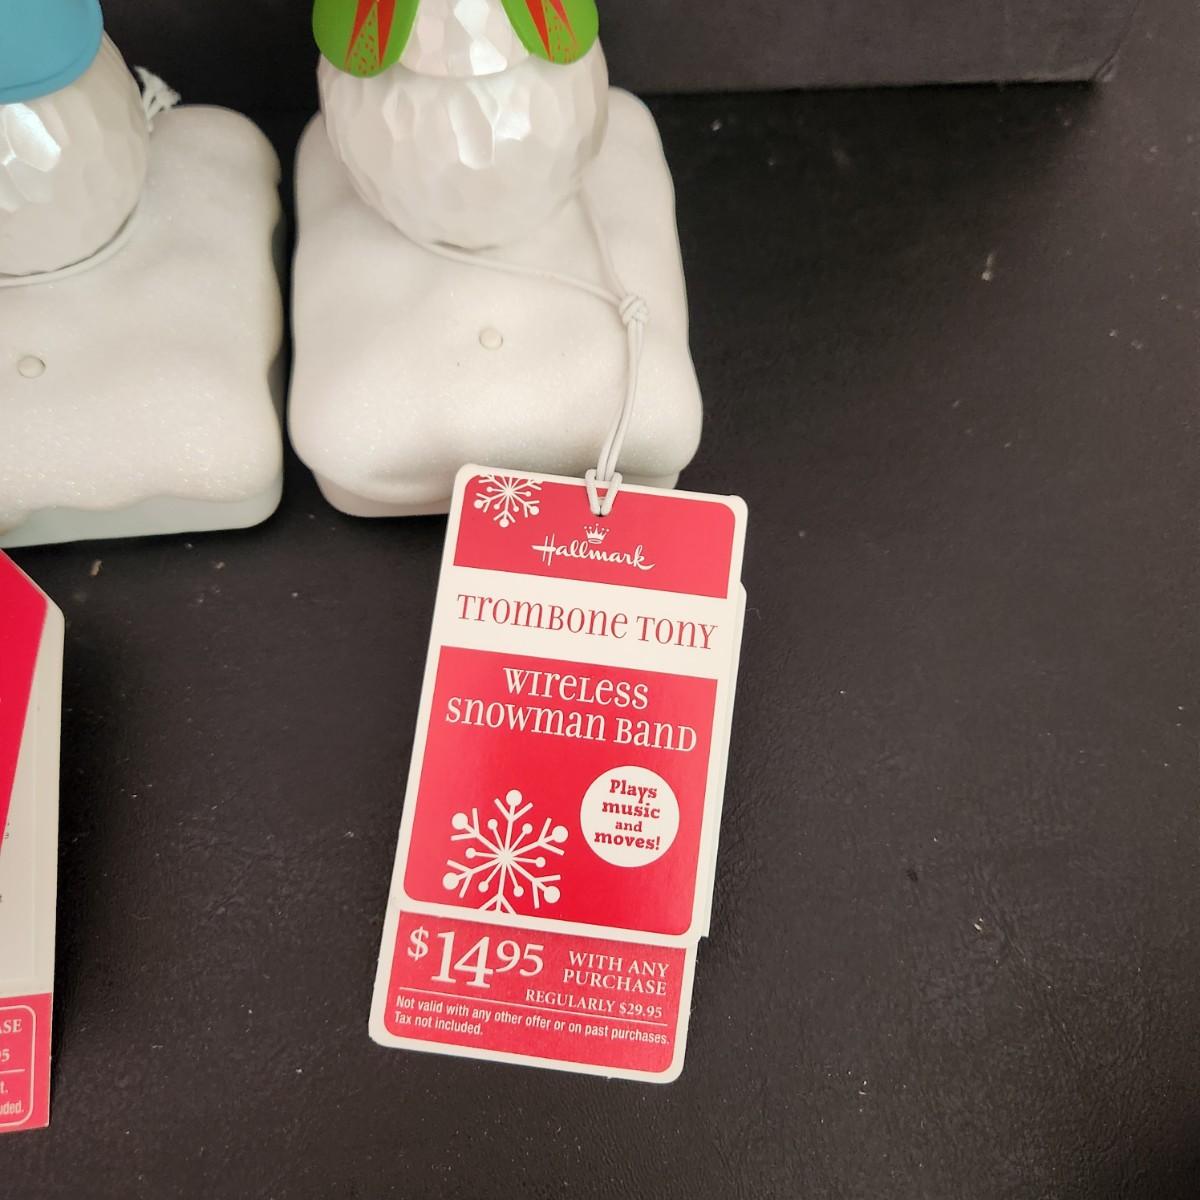 Hallmark
Trombone Tony
Wireless
Snowman Band
Plays
music
and
moves!
$14.95
WITH ANY
PURCHASE
REGULARLY $29.95
Not valid with any other offer or on past purchases.
Tax not included.